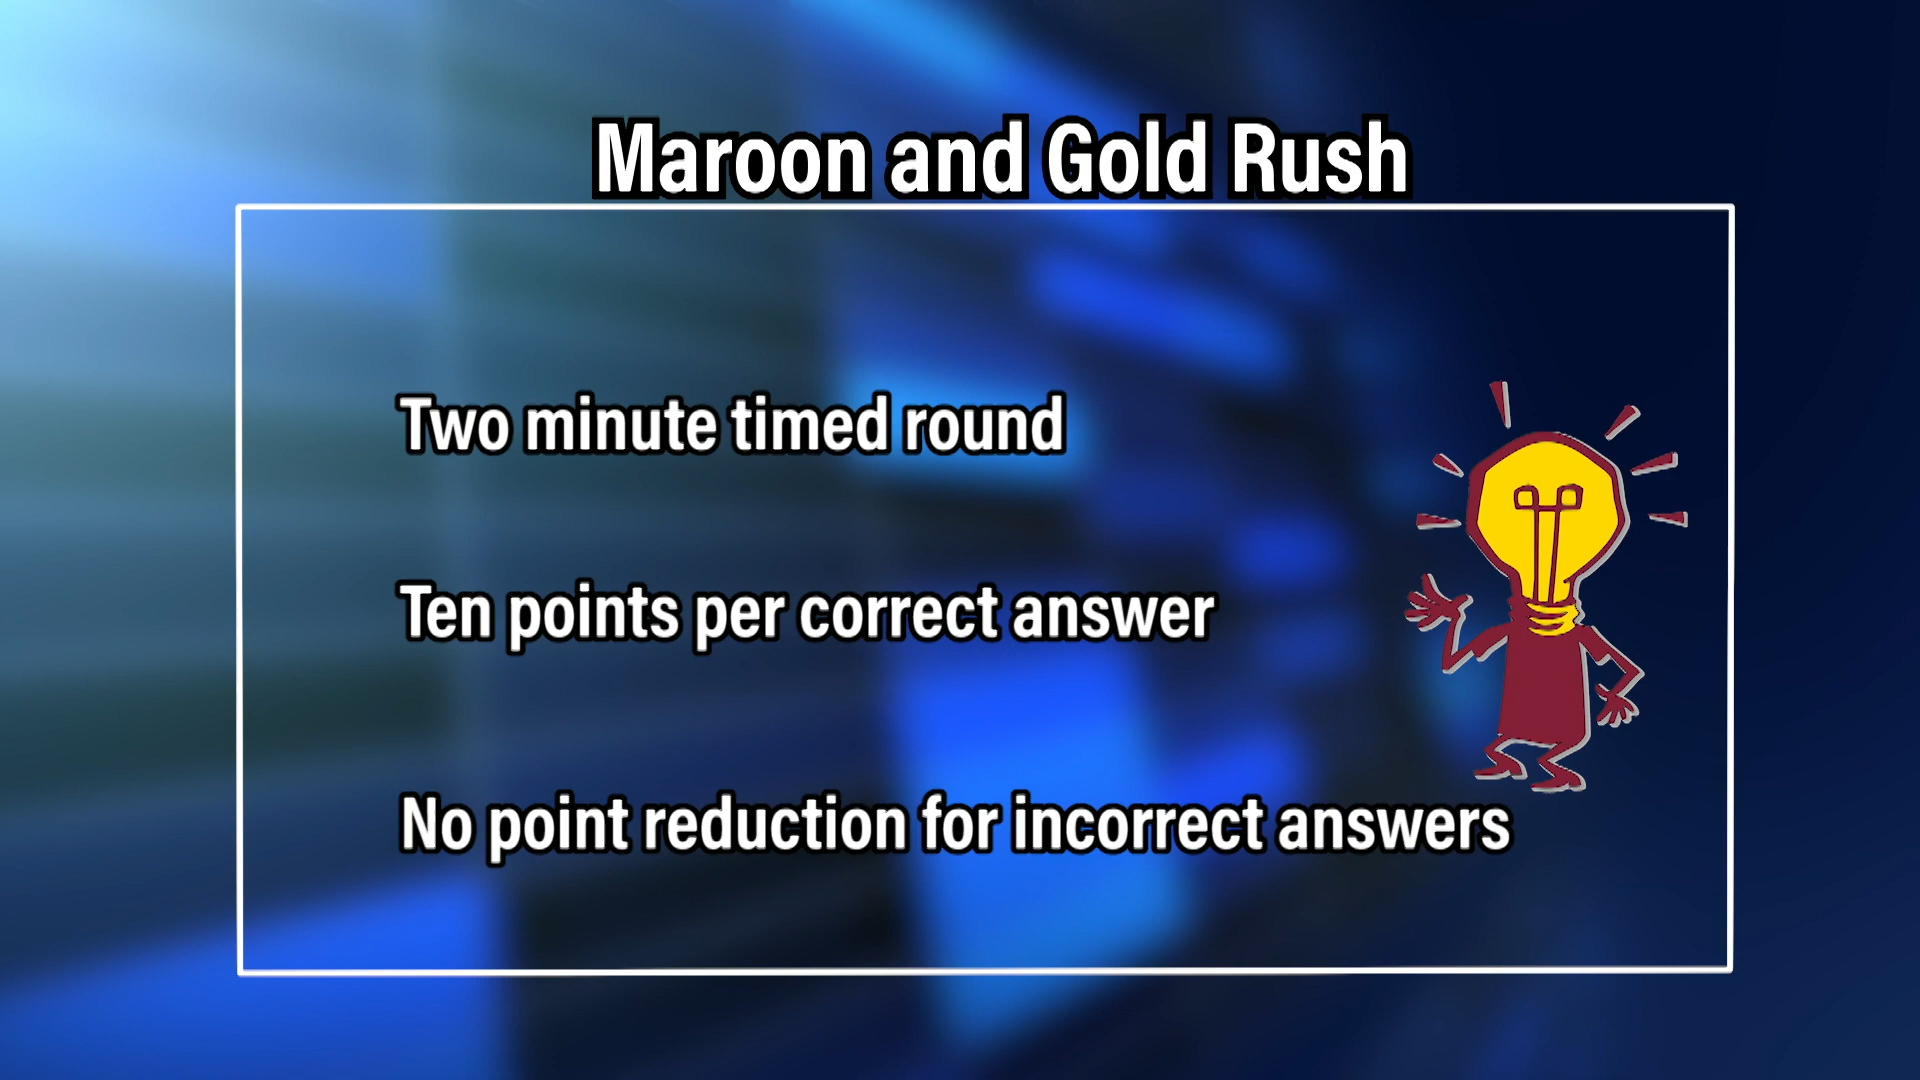 Maroon and Gold Rush
Two minute timed round
Ten points per correct answer
No point reduction for incorrect answers